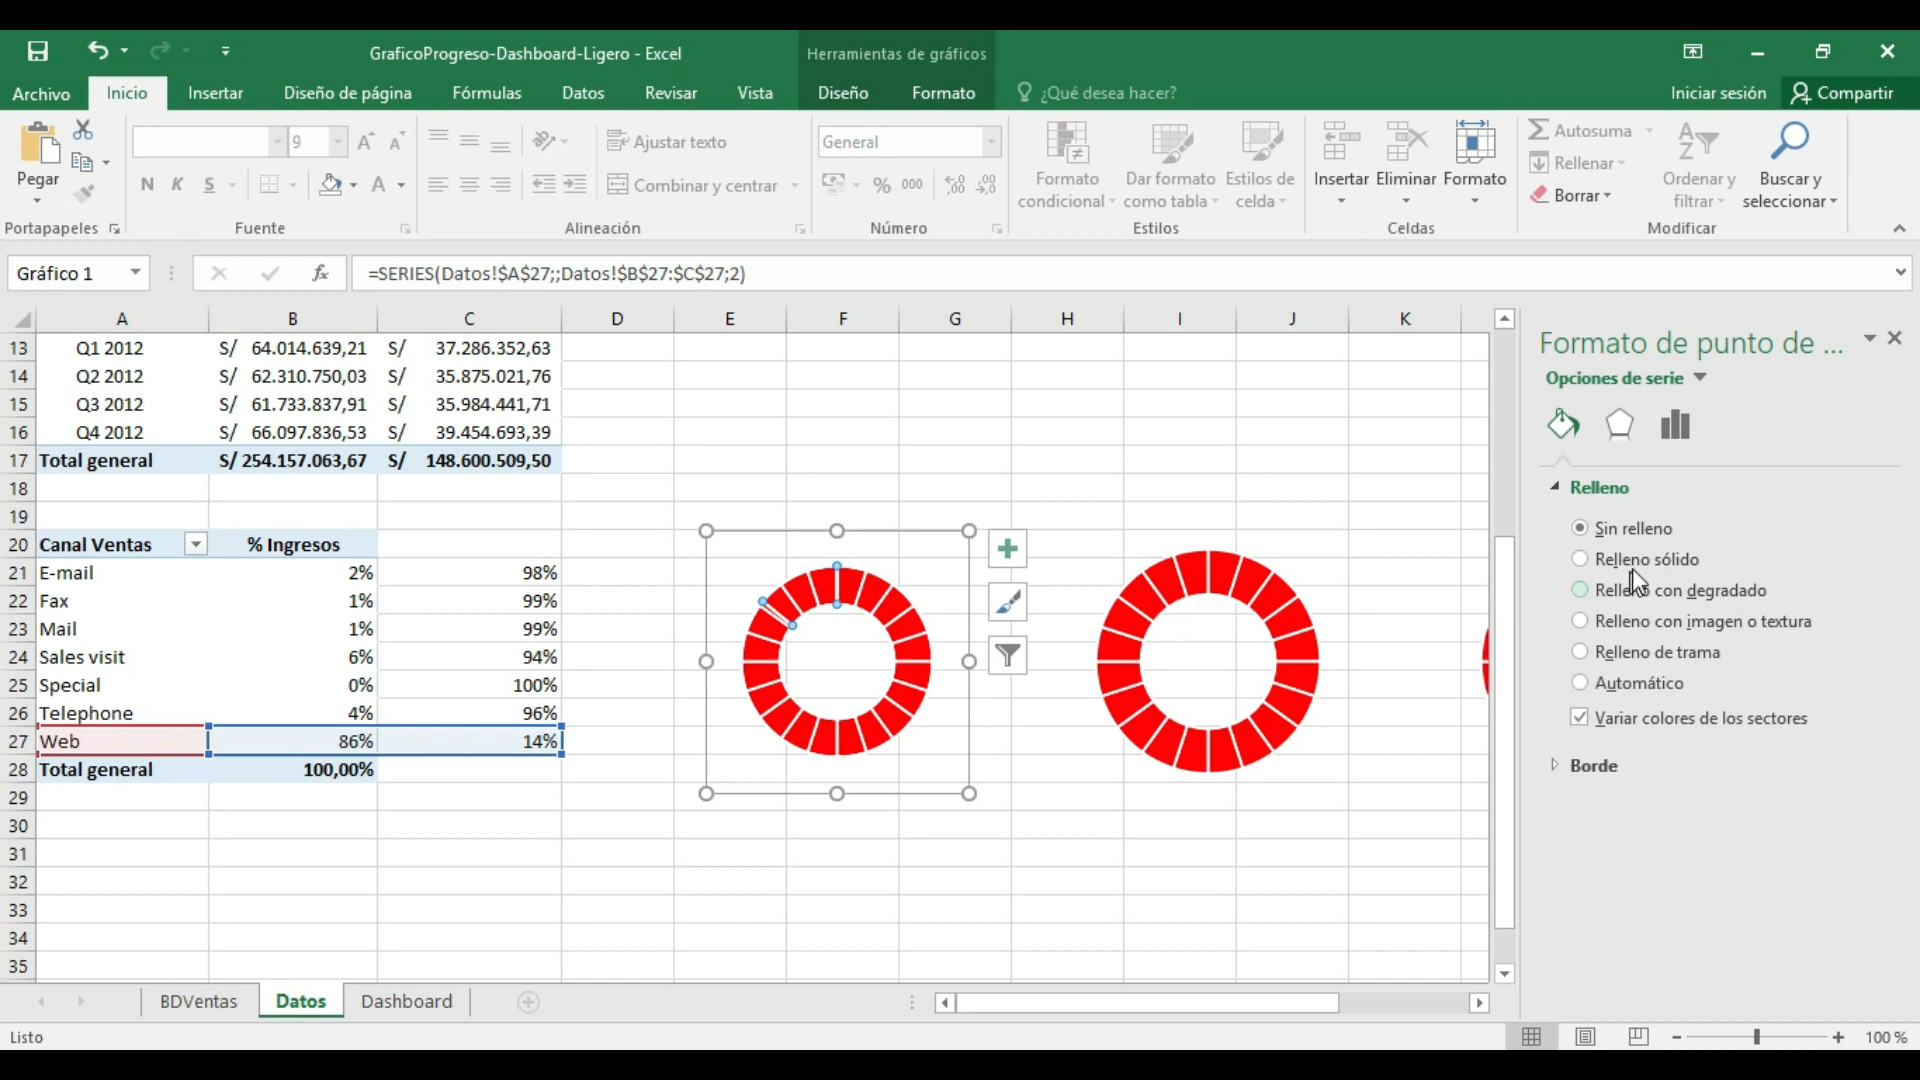 GraficoProgreso-Dashboard-Ligero - Excel
Herramientas de gráficos
Archivo Inicio Insertar Diseño de página Fórmulas Datos Revisar Vista Diseño Formato ¿Qué desea hacer? Iniciar sesión Compartir
Pegar
Portapapeles
9
N K S A
Fuente
Ajustar texto
Combinar y centrar
Alineación
General
% 000
Número
Formato condicional
Dar formato como tabla
Estilos de celda
Estilos
Insertar Eliminar Formato
Celdas
Autosuma
Rellenar
Borrar
Ordenar y filtrar
Buscar y seleccionar
Modificar
Gráfico 1
fx
=SERIES(Datos!$A$27;;Datos!$B$27:$C$27;2)
A B C D E F G H I J K
13 Q1 2012 S/ 64.014.639,21 S/ 37.286.352,63
14 Q2 2012 S/ 62.310.750,03 S/ 35.875.021,76
15 Q3 2012 S/ 61.733.837,91 S/ 35.984.441,71
16 Q4 2012 S/ 66.097.836,53 S/ 39.454.693,39
17 Total general S/ 254.157.063,67 S/ 148.600.509,50
18
19
20 Canal Ventas % Ingresos
21 E-mail 2% 98%
22 Fax 1% 99%
23 Mail 1% 99%
24 Sales visit 6% 94%
25 Special 0% 100%
26 Telephone 4% 96%
27 Web 86% 14%
28 Total general 100,00%
29
30
31
32
33
34
35
Formato de punto de ...
Opciones de serie
Relleno
Sin relleno
Relleno sólido
Relleno con degradado
Relleno con imagen o textura
Relleno de trama
Automático
Variar colores de los sectores
Borde
BDVentas Datos Dashboard
Listo
100 %